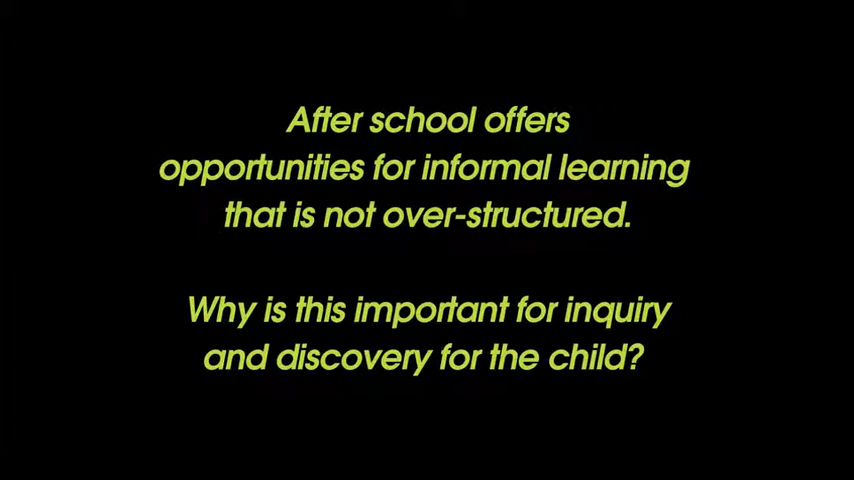 After school offers
opportunities for informal learning
that is not over-structured.
Why is this important for inquiry
and discovery for the child?